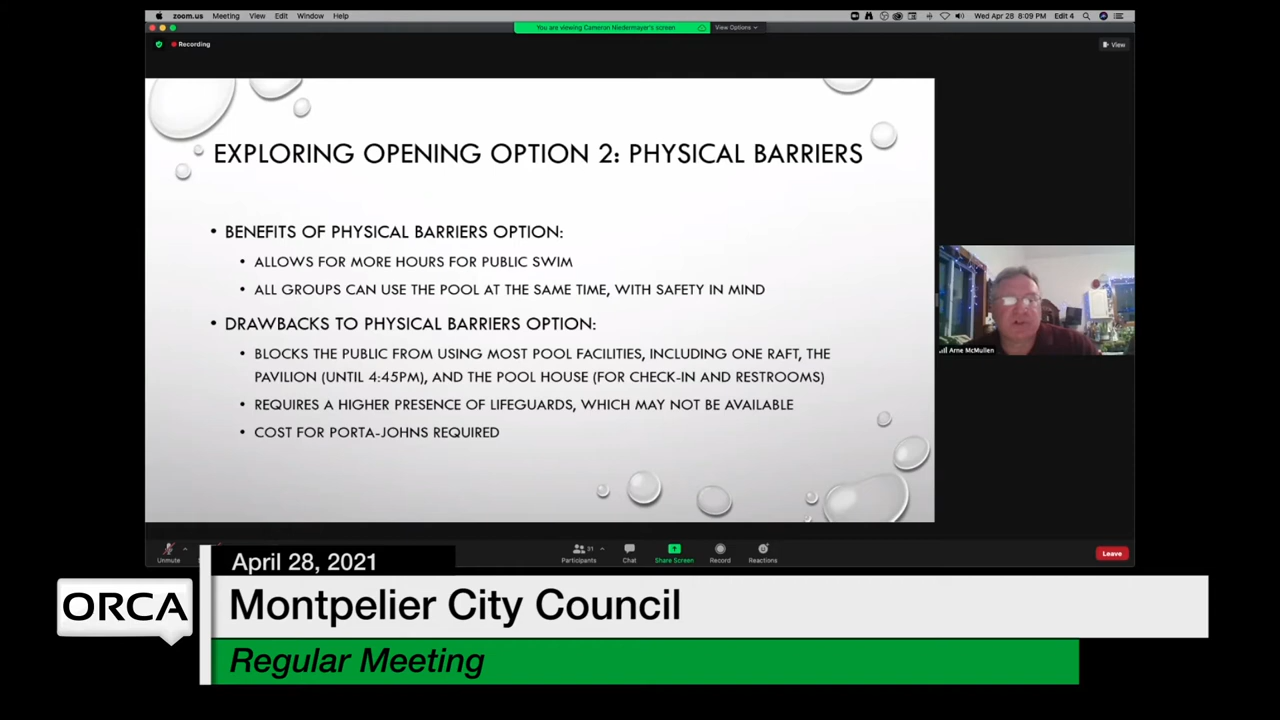 zoom.us Meeting View Edit Window Help
Wed Apr 28 8:09 PM Edit 4
You are viewing Cameron Niedermayer's screen
View Options
Recording
View
EXPLORING OPENING OPTION 2: PHYSICAL BARRIERS
• BENEFITS OF PHYSICAL BARRIERS OPTION:
• ALLOWS FOR MORE HOURS FOR PUBLIC SWIM
• ALL GROUPS CAN USE THE POOL AT THE SAME TIME, WITH SAFETY IN MIND
• DRAWBACKS TO PHYSICAL BARRIERS OPTION:
• BLOCKS THE PUBLIC FROM USING MOST POOL FACILITIES, INCLUDING ONE RAFT, THE
PAVILION (UNTIL 4:45PM), AND THE POOL HOUSE (FOR CHECK-IN AND RESTROOMS)
• REQUIRES A HIGHER PRESENCE OF LIFEGUARDS, WHICH MAY NOT BE AVAILABLE
• COST FOR PORTA-JOHNS REQUIRED
Arne McMullen
31
Unmute
Participants
Chat
Share Screen
Record
Reactions
Leave
April 28, 2021
ORCA
Montpelier City Council
Regular Meeting